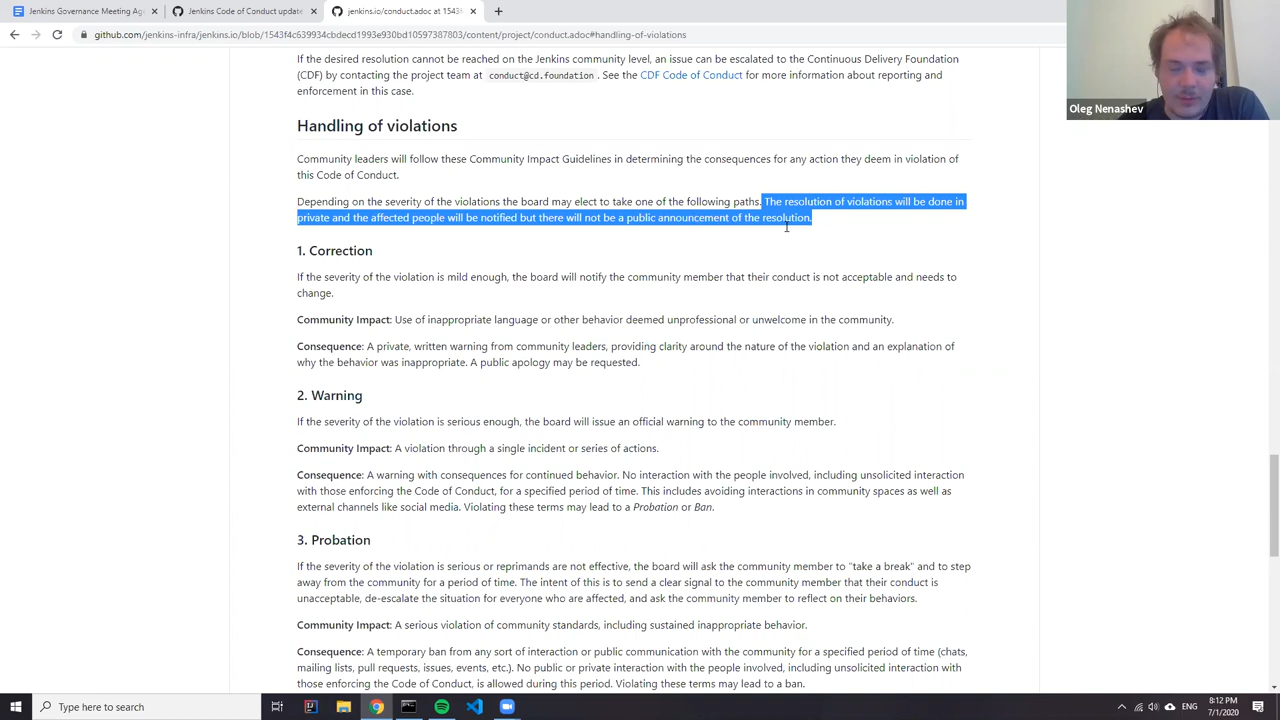 Jenkins Governance Meeting Ag
Jenkins Code of Conduct update
jenkins.io/conduct.adoc at 1543f
github.com/jenkins-infra/jenkins.io/blob/1543f4c639934cbdecd1993e930bd10597387803/content/project/conduct.adoc#handling-of-violations
If the desired resolution cannot be reached on the Jenkins community level, an issue can be escalated to the Continuous Delivery Foundation
(CDF) by contacting the project team at conduct@cd.foundation. See the CDF Code of Conduct for more information about reporting and
enforcement in this case.
Oleg Nenashev
Handling of violations
Community leaders will follow these Community Impact Guidelines in determining the consequences for any action they deem in violation of
this Code of Conduct.
Depending on the severity of the violations the board may elect to take one of the following paths. The resolution of violations will be done in
private and the affected people will be notified but there will not be a public announcement of the resolution.
1. Correction
If the severity of the violation is mild enough, the board will notify the community member that their conduct is not acceptable and needs to
change.
Community Impact: Use of inappropriate language or other behavior deemed unprofessional or unwelcome in the community.
Consequence: A private, written warning from community leaders, providing clarity around the nature of the violation and an explanation of
why the behavior was inappropriate. A public apology may be requested.
2. Warning
If the severity of the violation is serious enough, the board will issue an official warning to the community member.
Community Impact: A violation through a single incident or series of actions.
Consequence: A warning with consequences for continued behavior. No interaction with the people involved, including unsolicited interaction
with those enforcing the Code of Conduct, for a specified period of time. This includes avoiding interactions in community spaces as well as
external channels like social media. Violating these terms may lead to a Probation or Ban.
3. Probation
If the severity of the violation is serious or reprimands are not effective, the board will ask the community member to "take a break" and to step
away from the community for a period of time. The intent of this is to send a clear signal to the community member that their conduct is
unacceptable, de-escalate the situation for everyone who are affected, and ask the community member to reflect on their behaviors.
Community Impact: A serious violation of community standards, including sustained inappropriate behavior.
Consequence: A temporary ban from any sort of interaction or public communication with the community for a specified period of time (chats,
mailing lists, pull requests, issues, events, etc.). No public or private interaction with the people involved, including unsolicited interaction with
those enforcing the Code of Conduct, is allowed during this period. Violating these terms may lead to a ban.
Type here to search
ENG
8:12 PM
7/1/2020